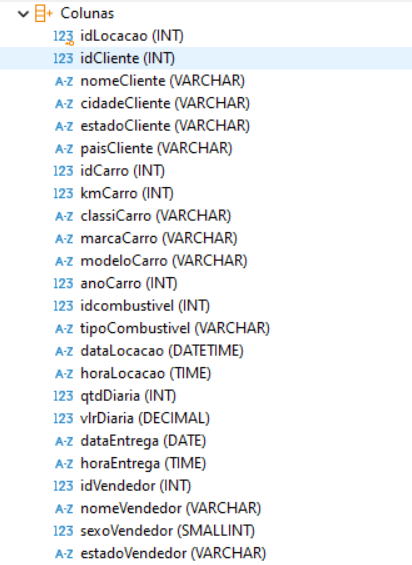 Colunas
123 idLocacao (INT)
123 idCliente (INT)
A-Z nomeCliente (VARCHAR)
A-Z cidadeCliente (VARCHAR)
A-Z estadoCliente (VARCHAR)
A-Z paisCliente (VARCHAR)
123 idCarro (INT)
123 kmCarro (INT)
A-Z classiCarro (VARCHAR)
A-Z marcaCarro (VARCHAR)
A-Z modeloCarro (VARCHAR)
123 anoCarro (INT)
123 idcombustivel (INT)
A-Z tipoCombustivel (VARCHAR)
A-Z dataLocacao (DATETIME)
A-Z horaLocacao (TIME)
123 qtdDiaria (INT)
123 vlrDiaria (DECIMAL)
A-Z dataEntrega (DATE)
A-Z horaEntrega (TIME)
123 idVendedor (INT)
A-Z nomeVendedor (VARCHAR)
123 sexoVendedor (SMALLINT)
A-Z estadoVendedor (VARCHAR)